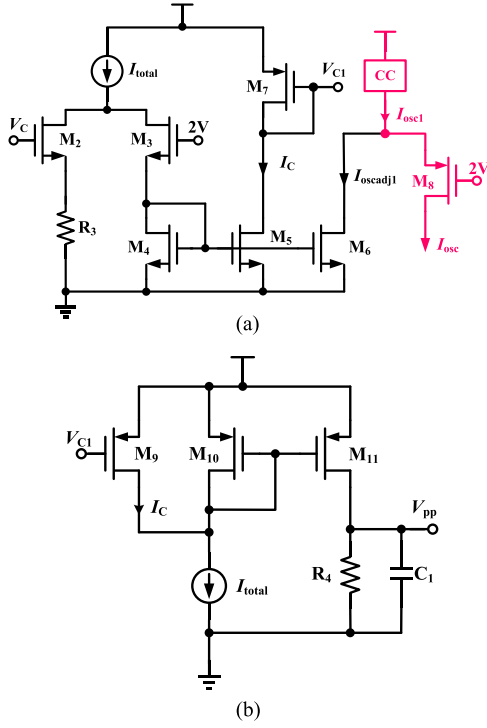 I_total
M_7
V_C1
CC
I_osc1
V_C
M_2
M_3
2V
I_C
I_oscadj1
M_8
2V
R_3
M_4
M_5
M_6
I_osc
(a)
V_C1
M_9
M_10
M_11
I_C
V_pp
I_total
R_4
C_1
(b)